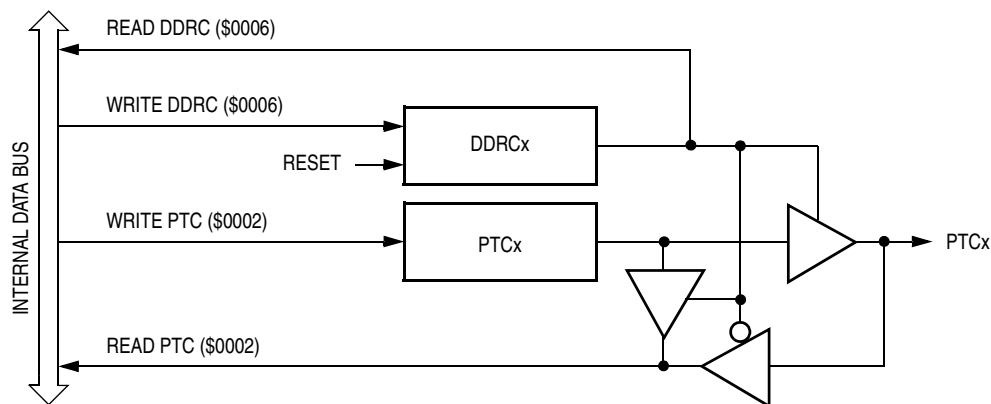 READ DDRC ($0006)
WRITE DDRC ($0006)
DDRCx
RESET
INTERNAL DATA BUS
WRITE PTC ($0002)
PTCx
PTCx
READ PTC ($0002)